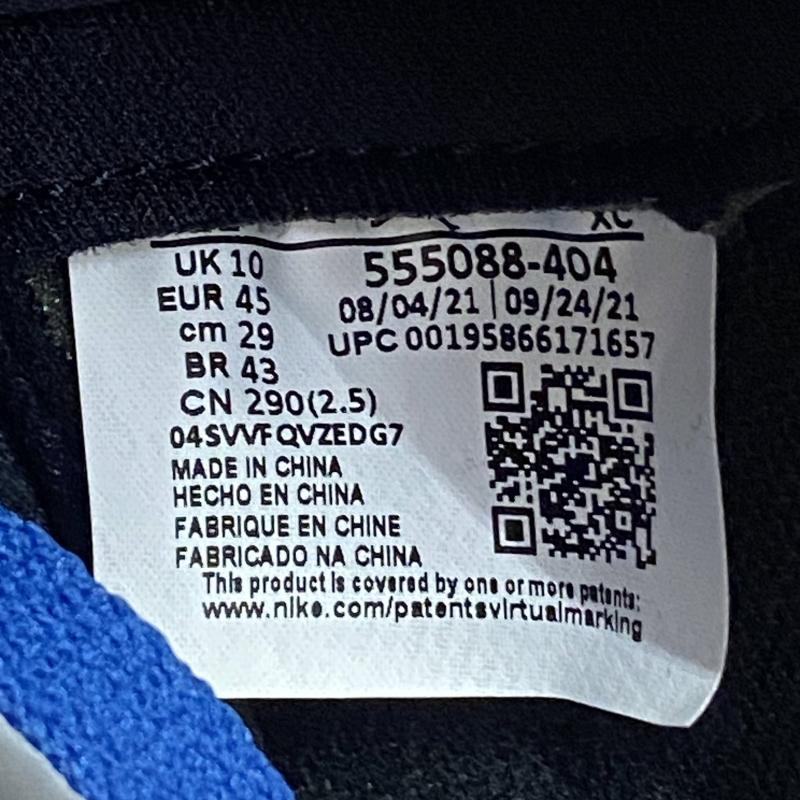 XC
UK 10
EUR 45
cm 29
BR 43
CN 290(2.5)
555088-404
08/04/21 | 09/24/21
UPC 00195866171657
04SVVFQVZEDG7
MADE IN CHINA
HECHO EN CHINA
FABRIQUE EN CHINE
FABRICADO NA CHINA
This product is covered by one or more patents:
www.nike.com/patentsvirtualmarking